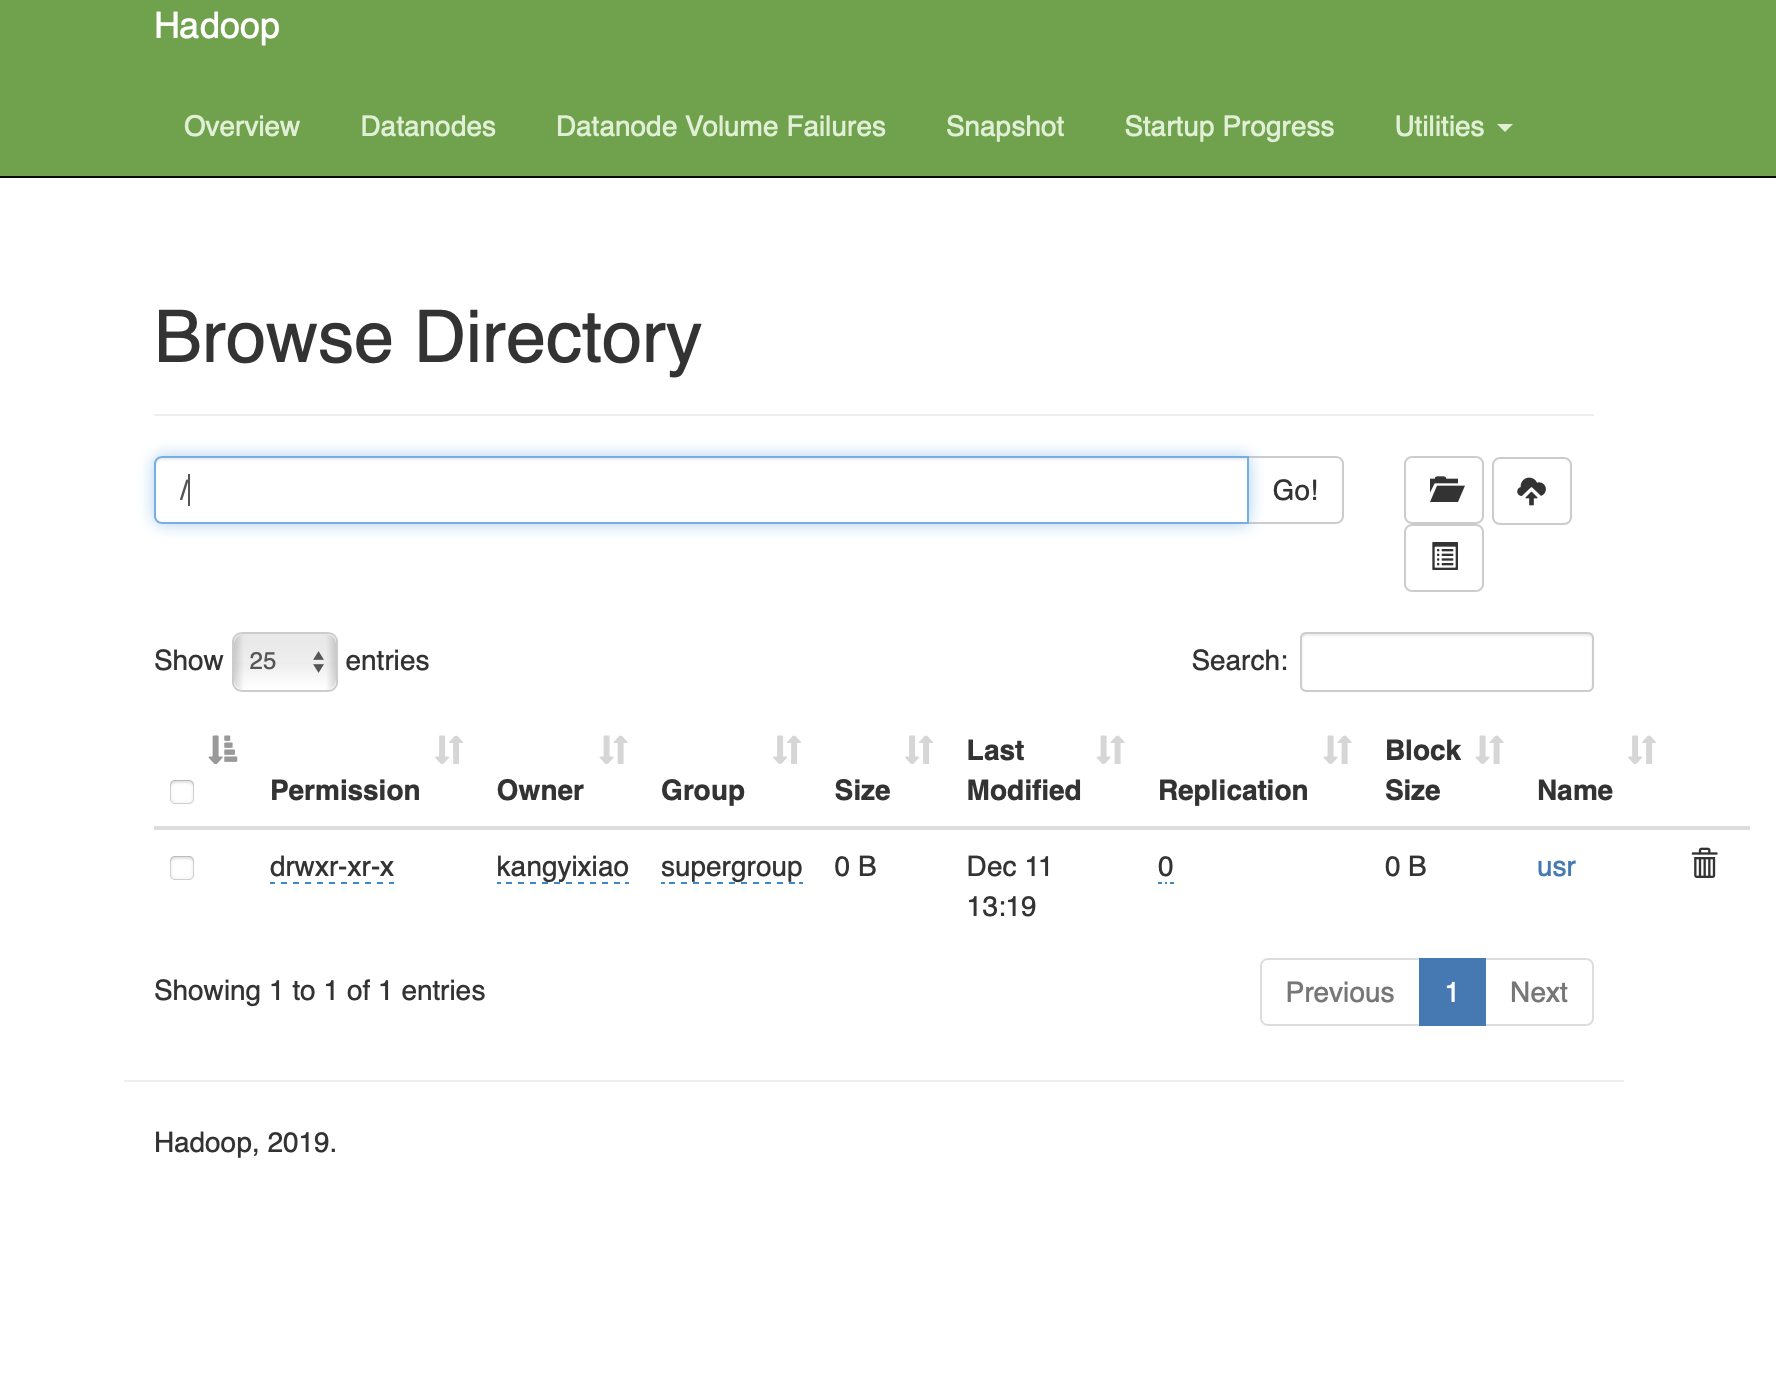 Hadoop
Overview Datanodes Datanode Volume Failures Snapshot Startup Progress Utilities
Browse Directory
/ Go!
Show 25 entries Search:
Permission Owner Group Size Last Modified Replication Block Size Name
drwxr-xr-x kangyixiao supergroup 0 B Dec 11 13:19 0 0 B usr
Showing 1 to 1 of 1 entries Previous 1 Next
Hadoop, 2019.